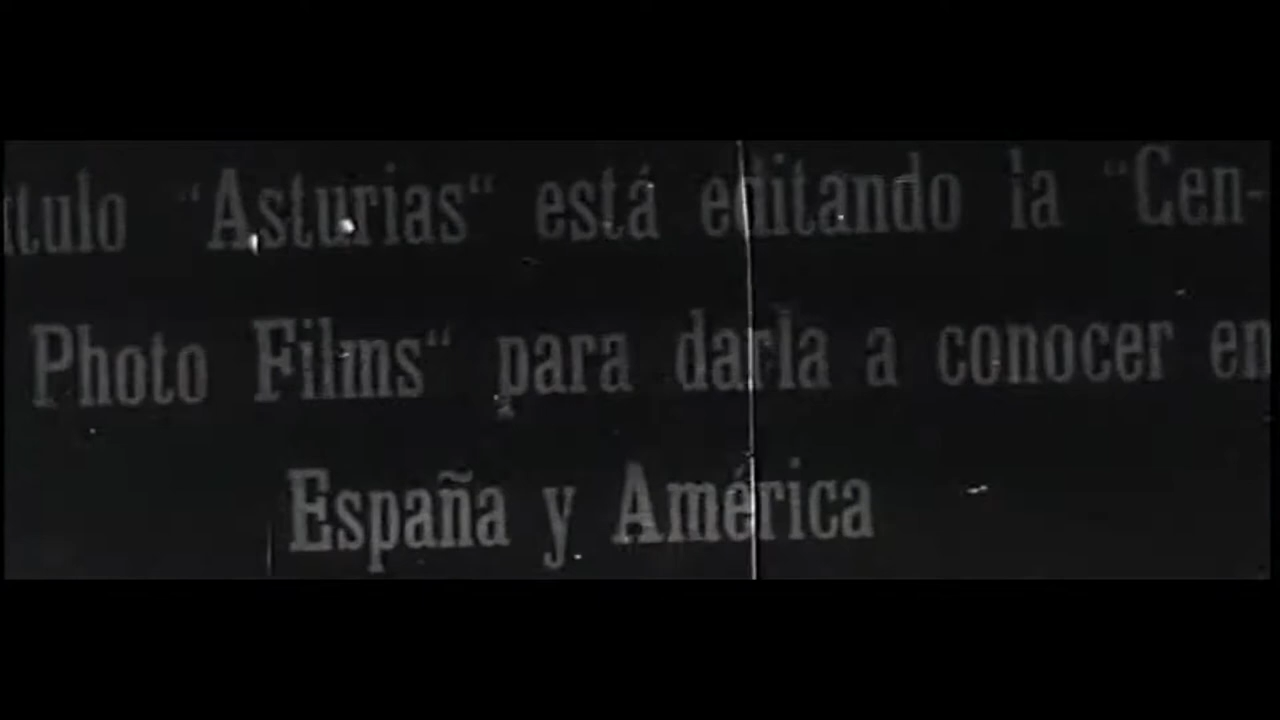 ítulo “Asturias“ está editando la “Cen-
Photo Films“ para darla a conocer en
España y América